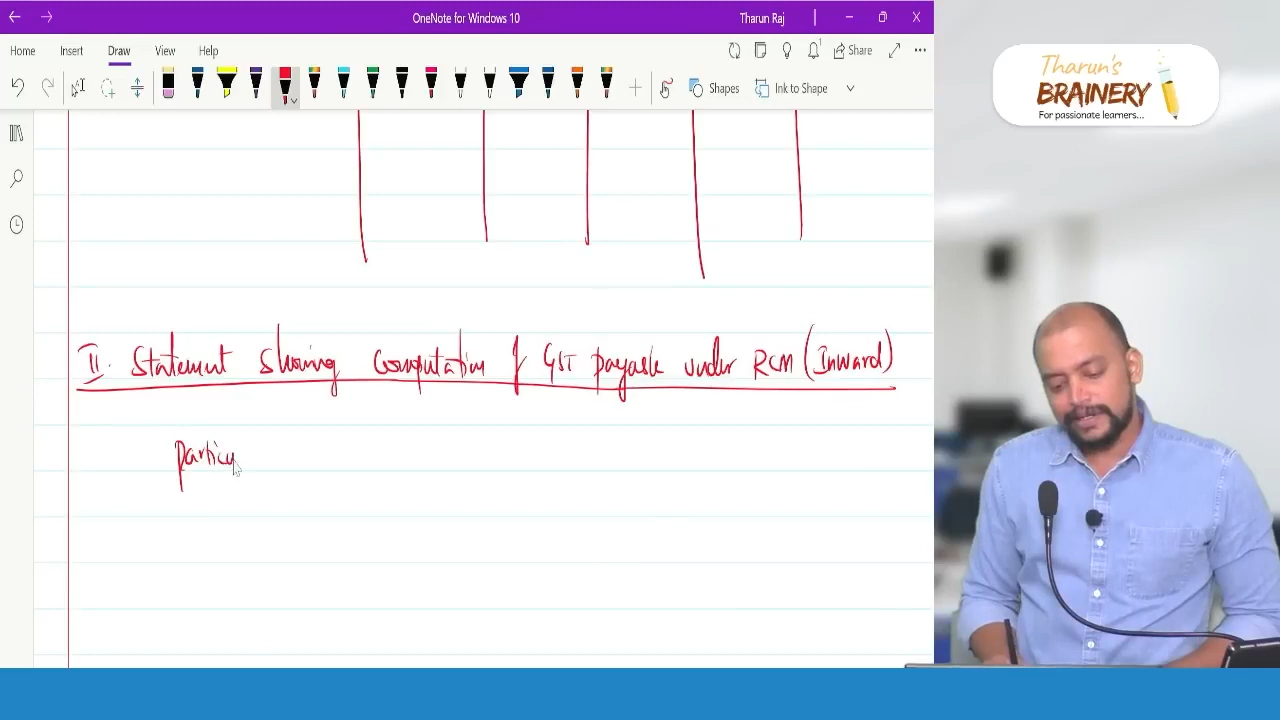 OneNote for Windows 10
Tharun Raj
Home Insert Draw View Help
Share
Shapes
Ink to Shape
Tharun's
BRAINERY
For passionate learners...
II. Statement Showing Computation of GST payable under RCM (Inward)
Particu